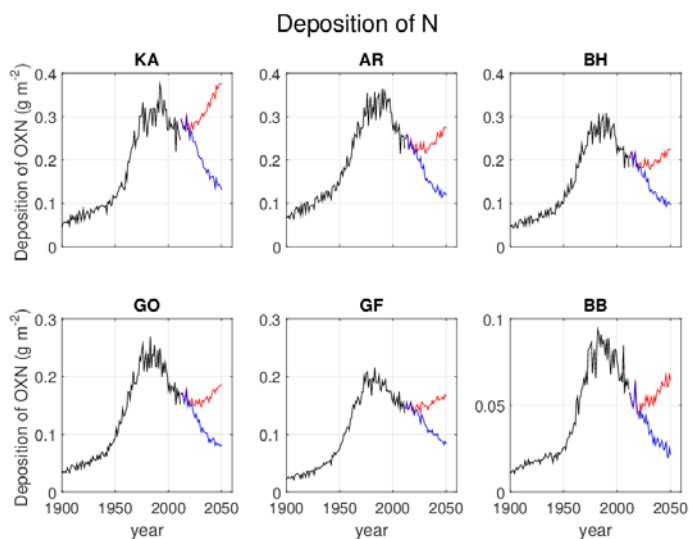 Deposition of N
KA AR BH
Deposition of OXN (g m-2)
0.4 0.4 0.4
0.3 0.3 0.3
0.2 0.2 0.2
0.1 0.1 0.1
0 0 0
1900 1950 2000 2050 1900 1950 2000 2050 1900 1950 2000 2050
GO GF BB
Deposition of OXN (g m-2)
0.3 0.3 0.1
0.2 0.2
0.05
0.1 0.1
0 0 0
1900 1950 2000 2050 1900 1950 2000 2050 1900 1950 2000 2050
year year year